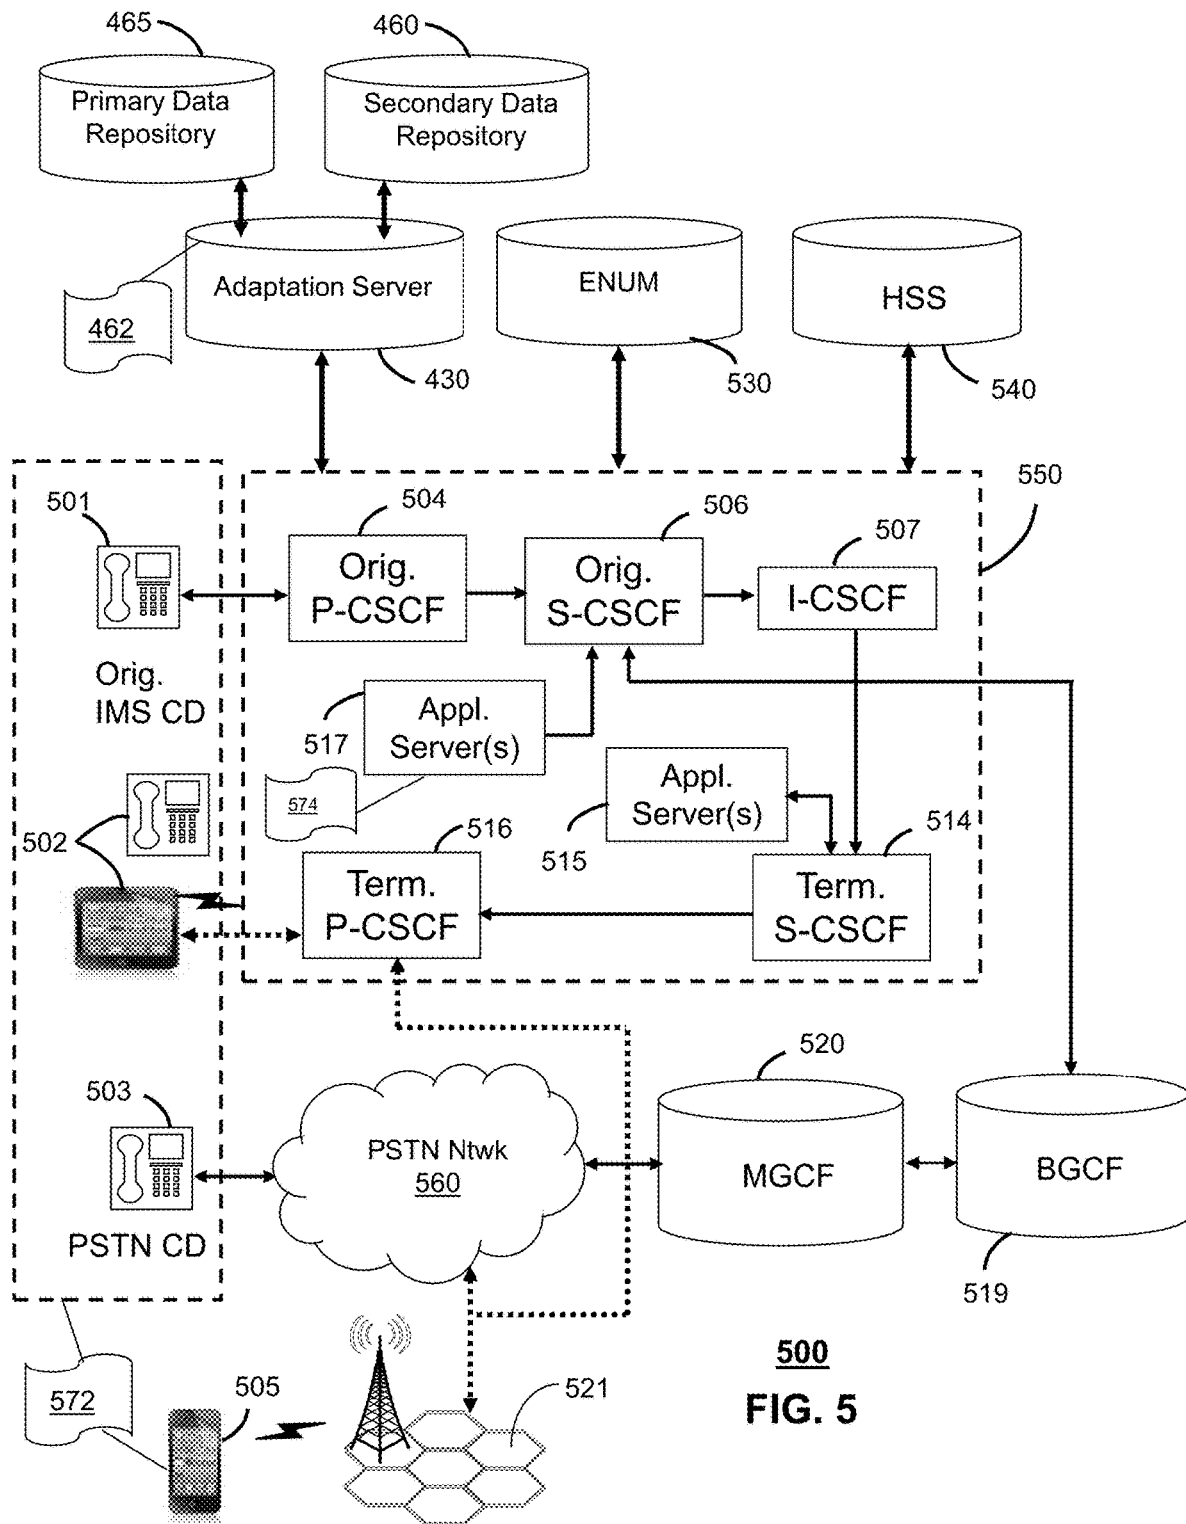 465
460
Primary Data
Repository
Secondary Data
Repository
Adaptation Server
ENUM
HSS
462
430
530
540
550
501
504
506
507
Orig.
P-CSCF
Orig.
S-CSCF
I-CSCF
Orig.
IMS CD
517
Appl.
Server(s)
574
Appl.
Server(s)
502
516
515
514
Term.
P-CSCF
Term.
S-CSCF
520
503
PSTN Ntwk
560
MGCF
BGCF
PSTN CD
519
572
505
521
500
FIG. 5